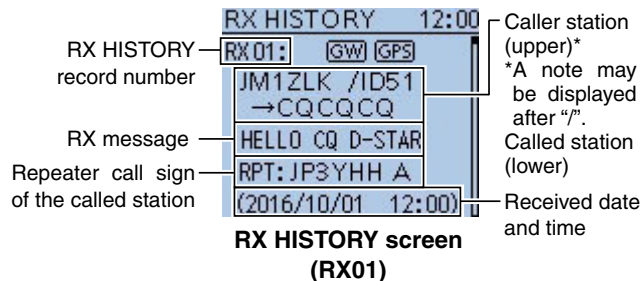 RX HISTORY 12:00
RX01: GW GPS
JM1ZLK /ID51
→CQCQCQ
HELLO CQ D-STAR
RPT:JP3YHH A
(2016/10/01 12:00)
RX HISTORY
record number
RX message
Repeater call sign
of the called station
Caller station
(upper)*
*A note may
be displayed
after “/”.
Called station
(lower)
Received date
and time
RX HISTORY screen
(RX01)